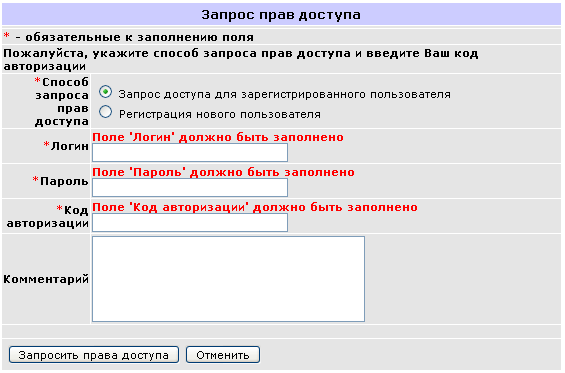 Запрос прав доступа
* - обязательные к заполнению поля
Пожалуйста, укажите способ запроса прав доступа и введите Ваш код
авторизации
*Способ
запроса
прав
доступа
Запрос доступа для зарегистрированного пользователя
Регистрация нового пользователя
Поле 'Логин' должно быть заполнено
*Логин
Поле 'Пароль' должно быть заполнено
*Пароль
Поле 'Код авторизации' должно быть заполнено
*Код
авторизации
Комментарий
Запросить права доступа
Отменить